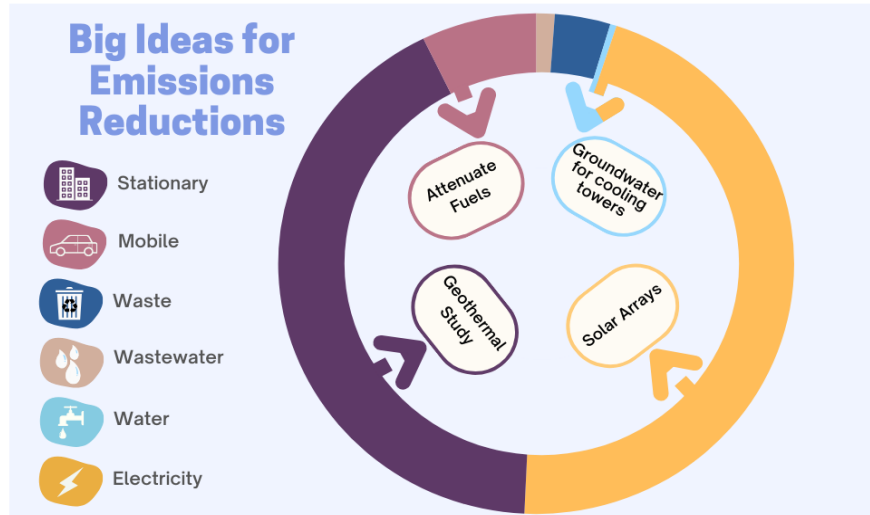 Big Ideas for
Emissions
Reductions
Stationary
Mobile
Waste
Wastewater
Water
Electricity
Attenuate
Fuels
Groundwater
for cooling
towers
Geothermal
Study
Solar Arrays